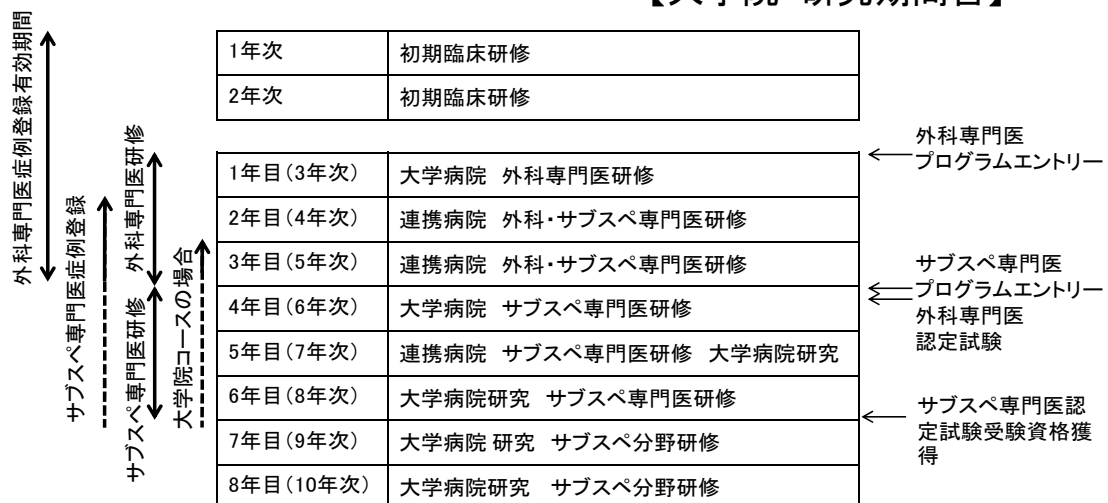 【大学院・研究期間含】
外科専門医症例登録有効期間
サブスペ専門医症例登録
外科専門医研修
サブスペ専門医研修
大学院コースの場合
1年次 初期臨床研修
2年次 初期臨床研修
1年目(3年次) 大学病院 外科専門医研修
2年目(4年次) 連携病院 外科・サブスペ専門医研修
3年目(5年次) 連携病院 外科・サブスペ専門医研修
4年目(6年次) 大学病院 サブスペ専門医研修
5年目(7年次) 連携病院 サブスペ専門医研修 大学病院研究
6年目(8年次) 大学病院研究 サブスペ専門医研修
7年目(9年次) 大学病院 研究 サブスペ分野研修
8年目(10年次) 大学病院研究 サブスペ分野研修
外科専門医
プログラムエントリー
サブスペ専門医
プログラムエントリー
外科専門医
認定試験
サブスペ専門医認
定試験受験資格獲
得